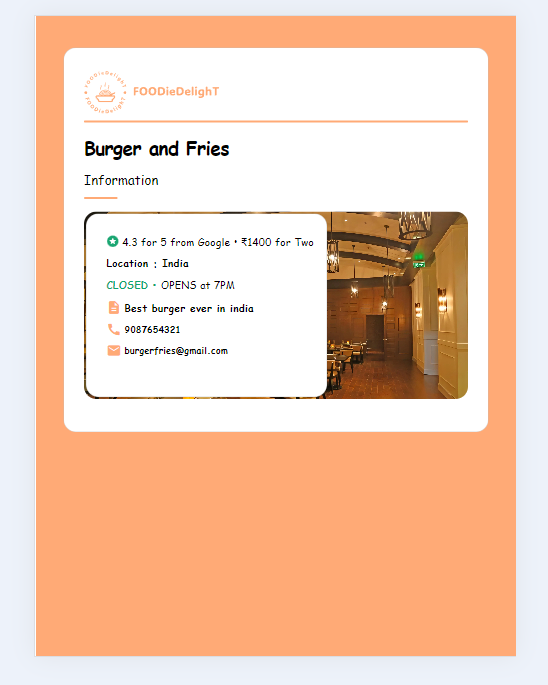 FOODieDelighT
FOODieDelighT
FOODieDelighT
Burger and Fries
Information
4.3 for 5 from Google • ₹1400 for Two
Location : India
CLOSED • OPENS at 7PM
Best burger ever in india
9087654321
burgerfries@gmail.com